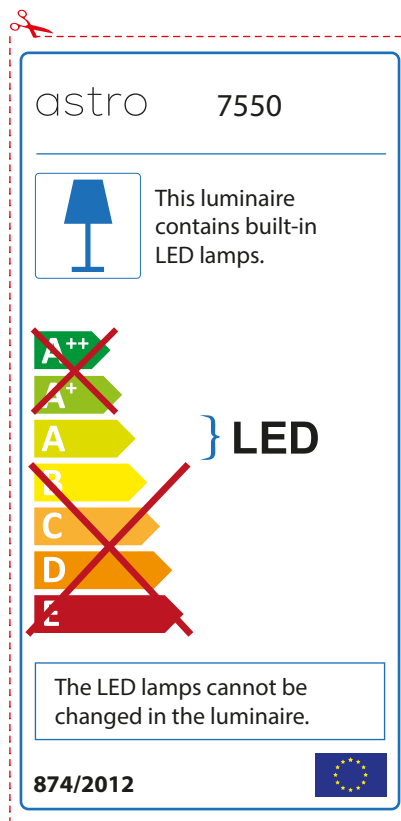 astro 7550
This luminaire
contains built-in
LED lamps.
A++
A+
A
LED
B
C
D
E
The LED lamps cannot be
changed in the luminaire.
874/2012